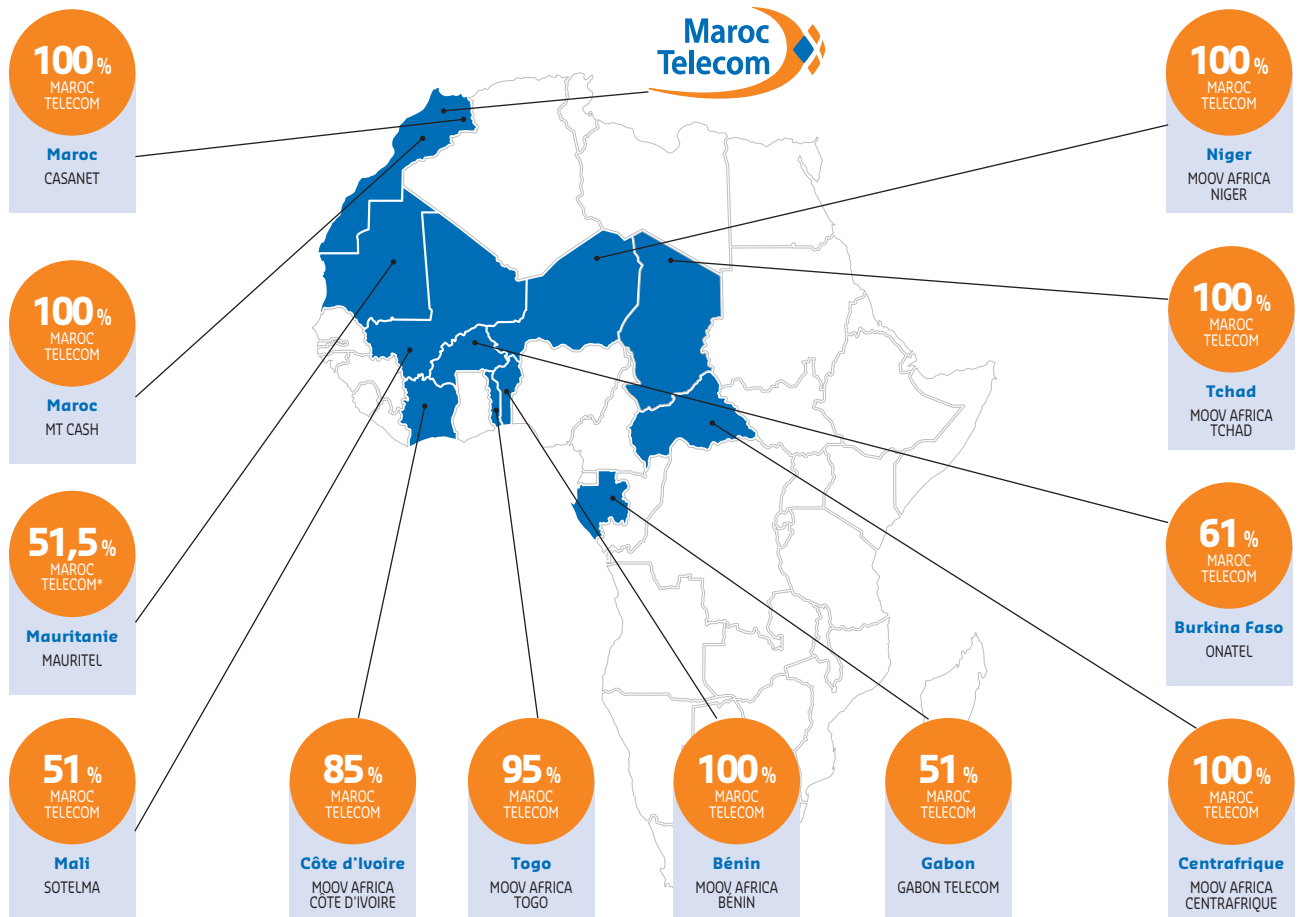 Maroc
Telecom
100 %
MAROC
TELECOM
Maroc
CASANET
100 %
MAROC
TELECOM
Niger
MOOV AFRICA
NIGER
100 %
MAROC
TELECOM
Maroc
MT CASH
100 %
MAROC
TELECOM
Tchad
MOOV AFRICA
TCHAD
51,5 %
MAROC
TELECOM*
Mauritanie
MAURITEL
61 %
MAROC
TELECOM
Burkina Faso
ONATEL
51 %
MAROC
TELECOM
Mali
SOTELMA
85 %
MAROC
TELECOM
Côte d'Ivoire
MOOV AFRICA
CÔTE D'IVOIRE
95 %
MAROC
TELECOM
Togo
MOOV AFRICA
TOGO
100 %
MAROC
TELECOM
Bénin
MOOV AFRICA
BÉNIN
51 %
MAROC
TELECOM
Gabon
GABON TELECOM
100 %
MAROC
TELECOM
Centrafrique
MOOV AFRICA
CENTRAFRIQUE